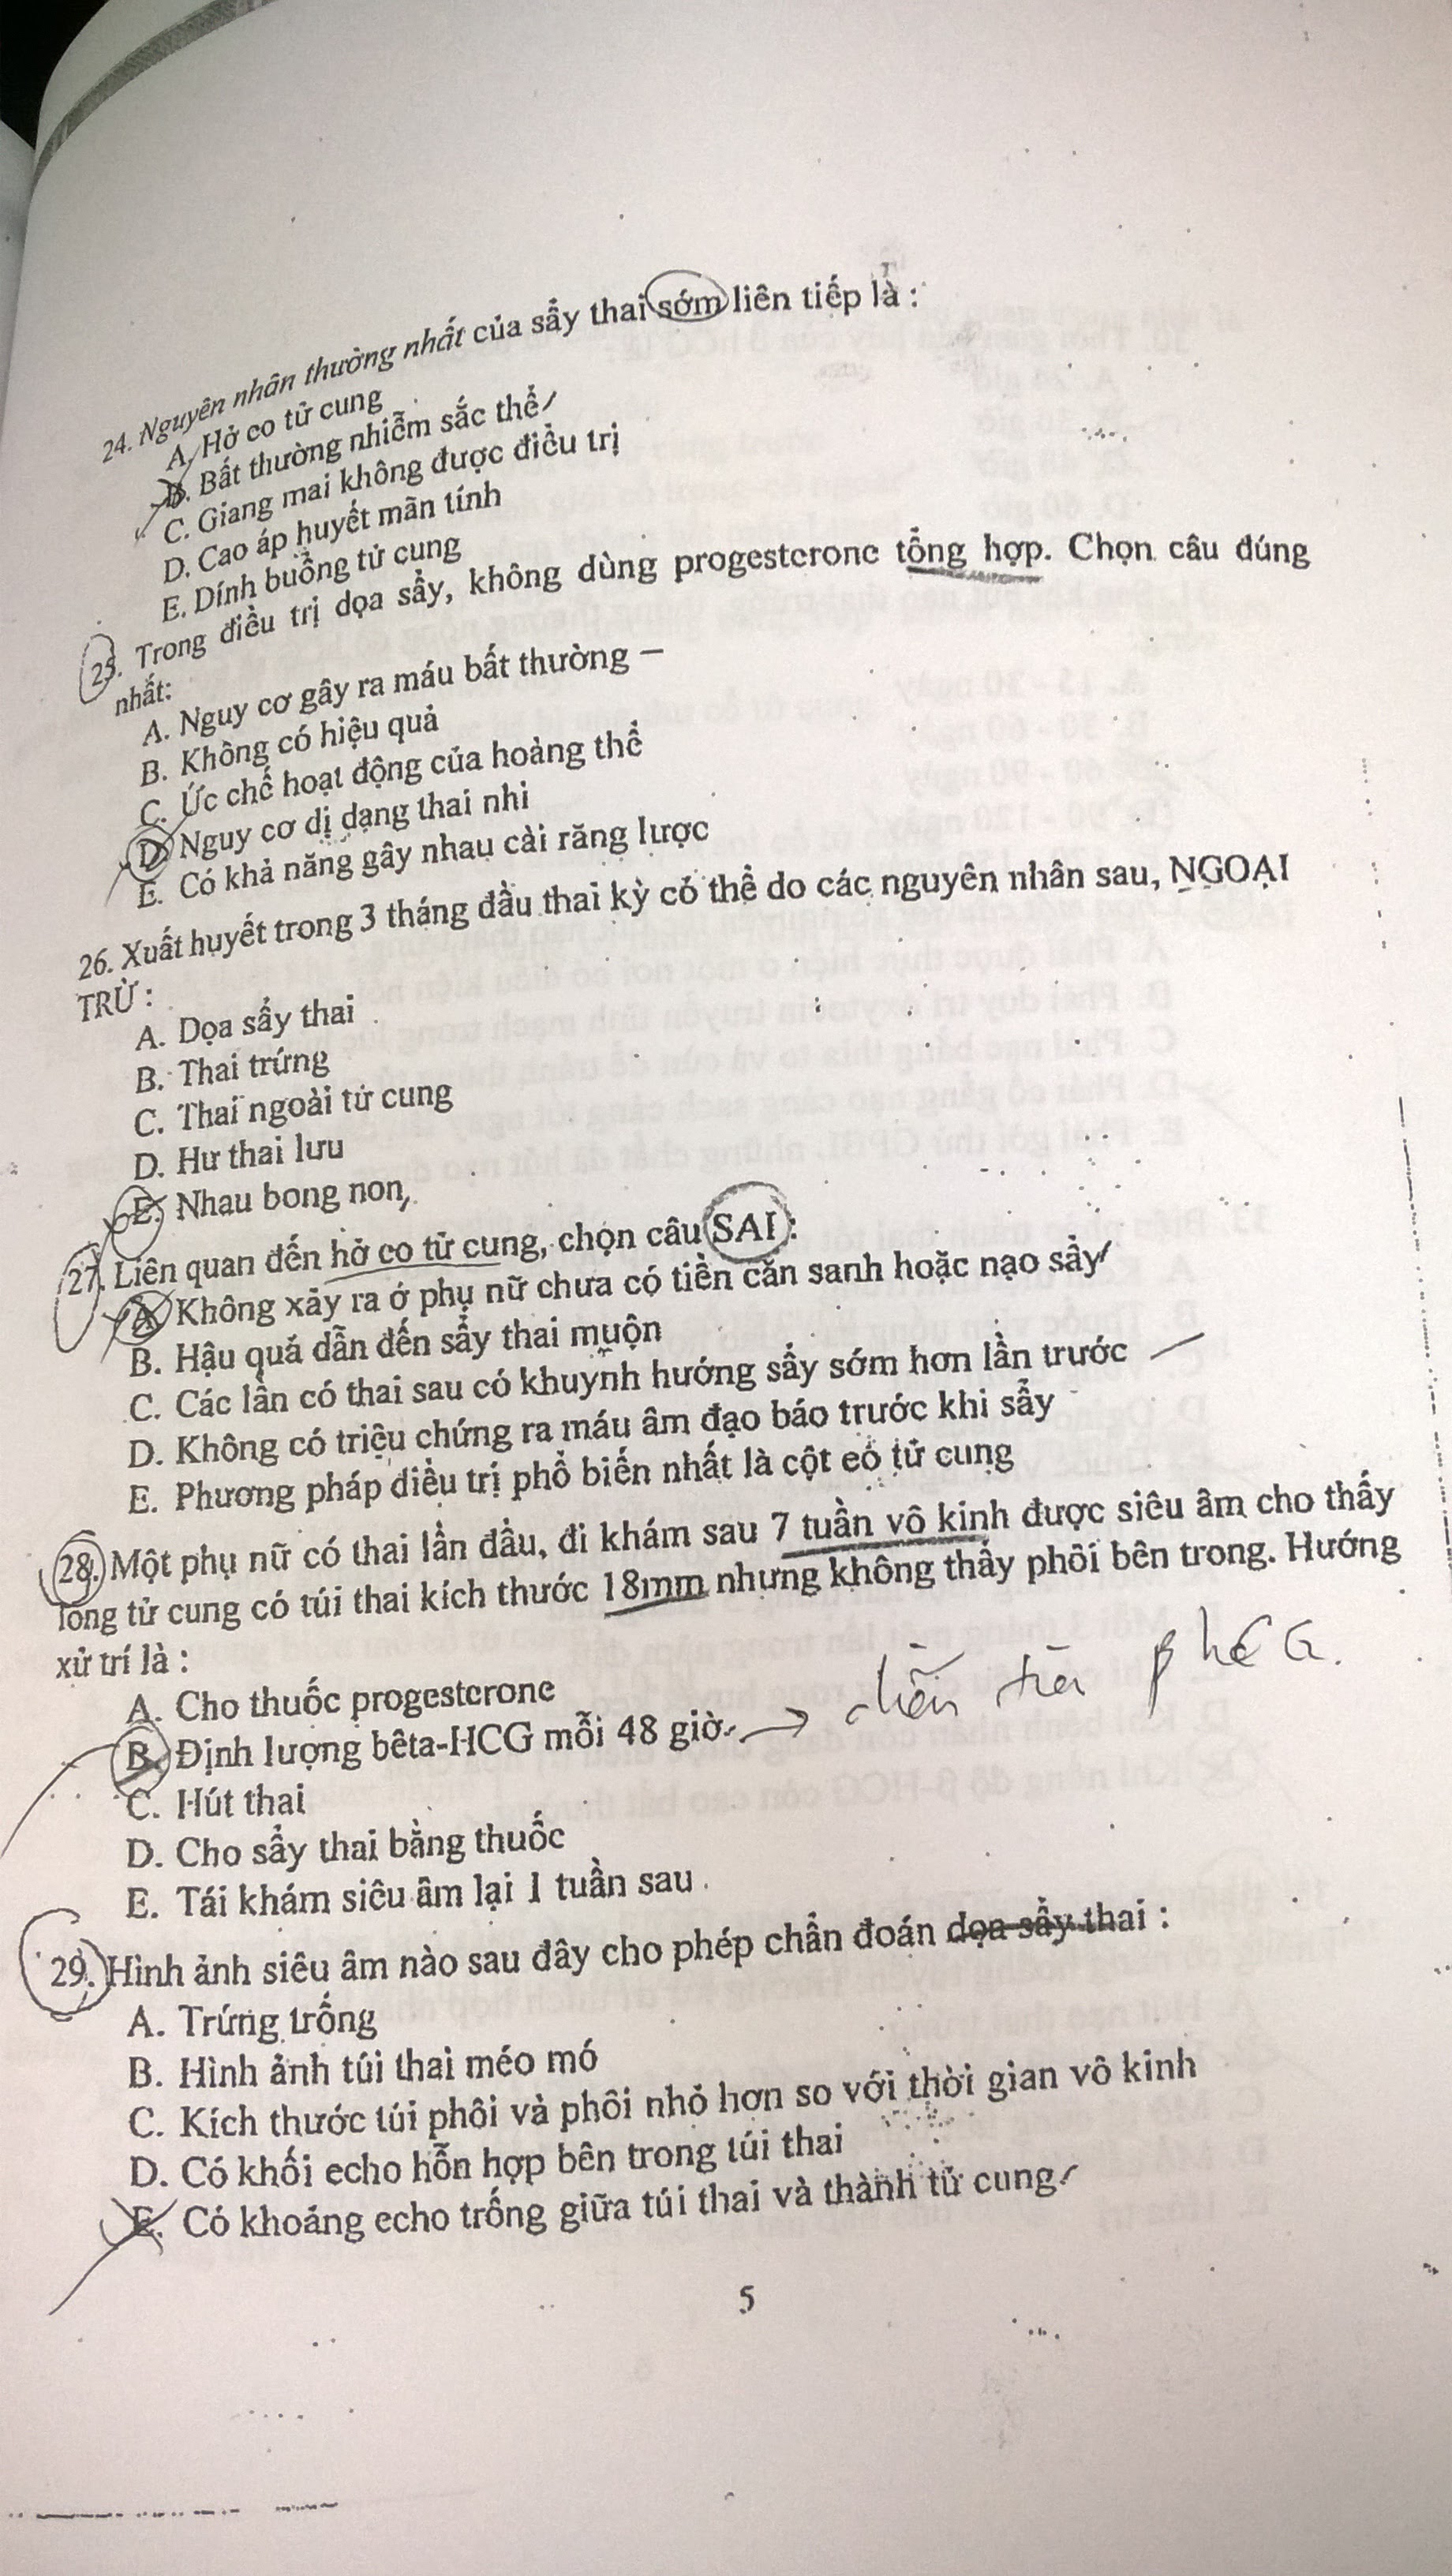 24. Nguyên nhân thường nhất của sẩy thai sớm liên tiếp là :
A. Hở eo tử cung
B. Bất thường nhiễm sắc thể
C. Giang mai không được điều trị
D. Cao áp huyết mãn tính
E. Dính buồng tử cung
25. Trong điều trị dọa sẩy, không dùng progesterone tổng hợp. Chọn câu đúng
nhất:
A. Nguy cơ gây ra máu bất thường
B. Không có hiệu quả
C. Ức chế hoạt động của hoàng thể
D. Nguy cơ dị dạng thai nhi
E. Có khả năng gây nhau cài răng lược
26. Xuất huyết trong 3 tháng đầu thai kỳ có thể do các nguyên nhân sau, NGOẠI
TRỪ :
A. Dọa sẩy thai
B. Thai trứng
C. Thai ngoài tử cung
D. Hư thai lưu
E. Nhau bong non
27. Liên quan đến hở eo tử cung, chọn câu SAI :
A. Không xảy ra ở phụ nữ chưa có tiền căn sanh hoặc nạo sẩy
B. Hậu quả dẫn đến sẩy thai muộn
C. Các lần có thai sau có khuynh hướng sẩy sớm hơn lần trước
D. Không có triệu chứng ra máu âm đạo báo trước khi sẩy
E. Phương pháp điều trị phổ biến nhất là cột eo tử cung
28. Một phụ nữ có thai lần đầu, đi khám sau 7 tuần vô kinh được siêu âm cho thấy
lòng tử cung có túi thai kích thước 18mm nhưng không thấy phôi bên trong. Hướng
xử trí là :
A. Cho thuốc progesterone
B. Định lượng bêta-HCG mỗi 48 giờ
C. Hút thai
D. Cho sẩy thai bằng thuốc
E. Tái khám siêu âm lại 1 tuần sau
29. Hình ảnh siêu âm nào sau đây cho phép chẩn đoán dọa sẩy thai :
A. Trứng trống
B. Hình ảnh túi thai méo mó
C. Kích thước túi phôi và phôi nhỏ hơn so với thời gian vô kinh
D. Có khối echo hỗn hợp bên trong túi thai
E. Có khoảng echo trống giữa túi thai và thành tử cung
5